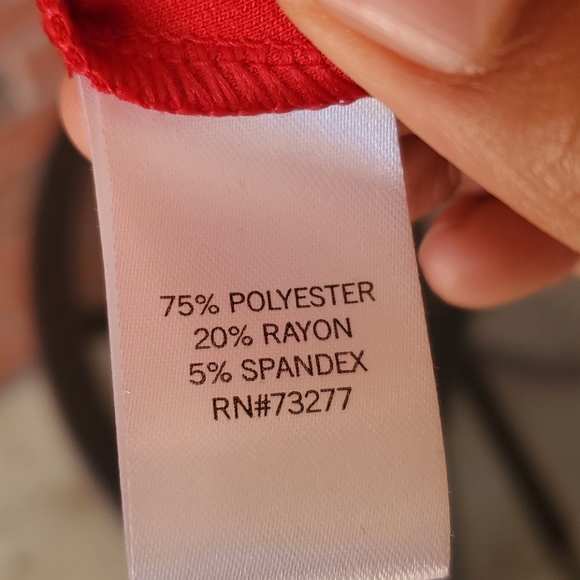 75% POLYESTER
20% RAYON
5% SPANDEX
RN#73277